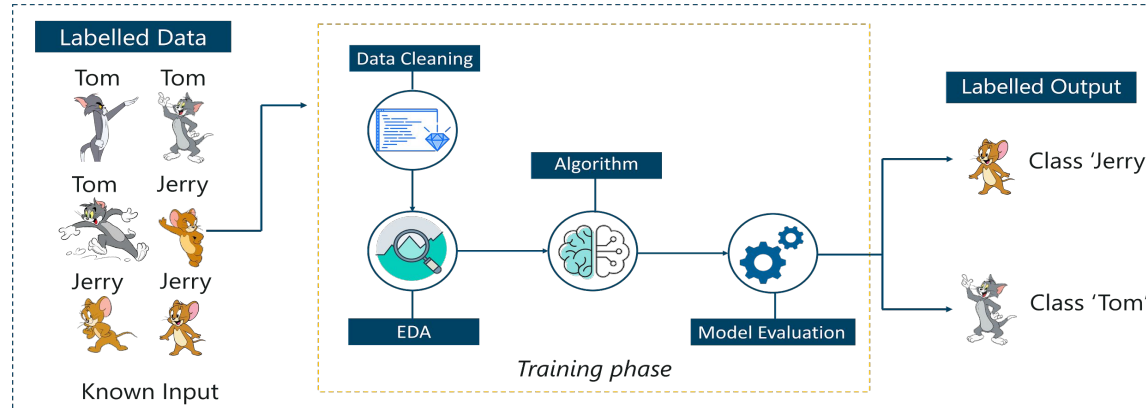 Labelled Data
Tom Tom
Tom Jerry
Jerry Jerry
Known Input
Data Cleaning
EDA
Algorithm
Model Evaluation
Training phase
Labelled Output
Class 'Jerry
Class 'Tom'